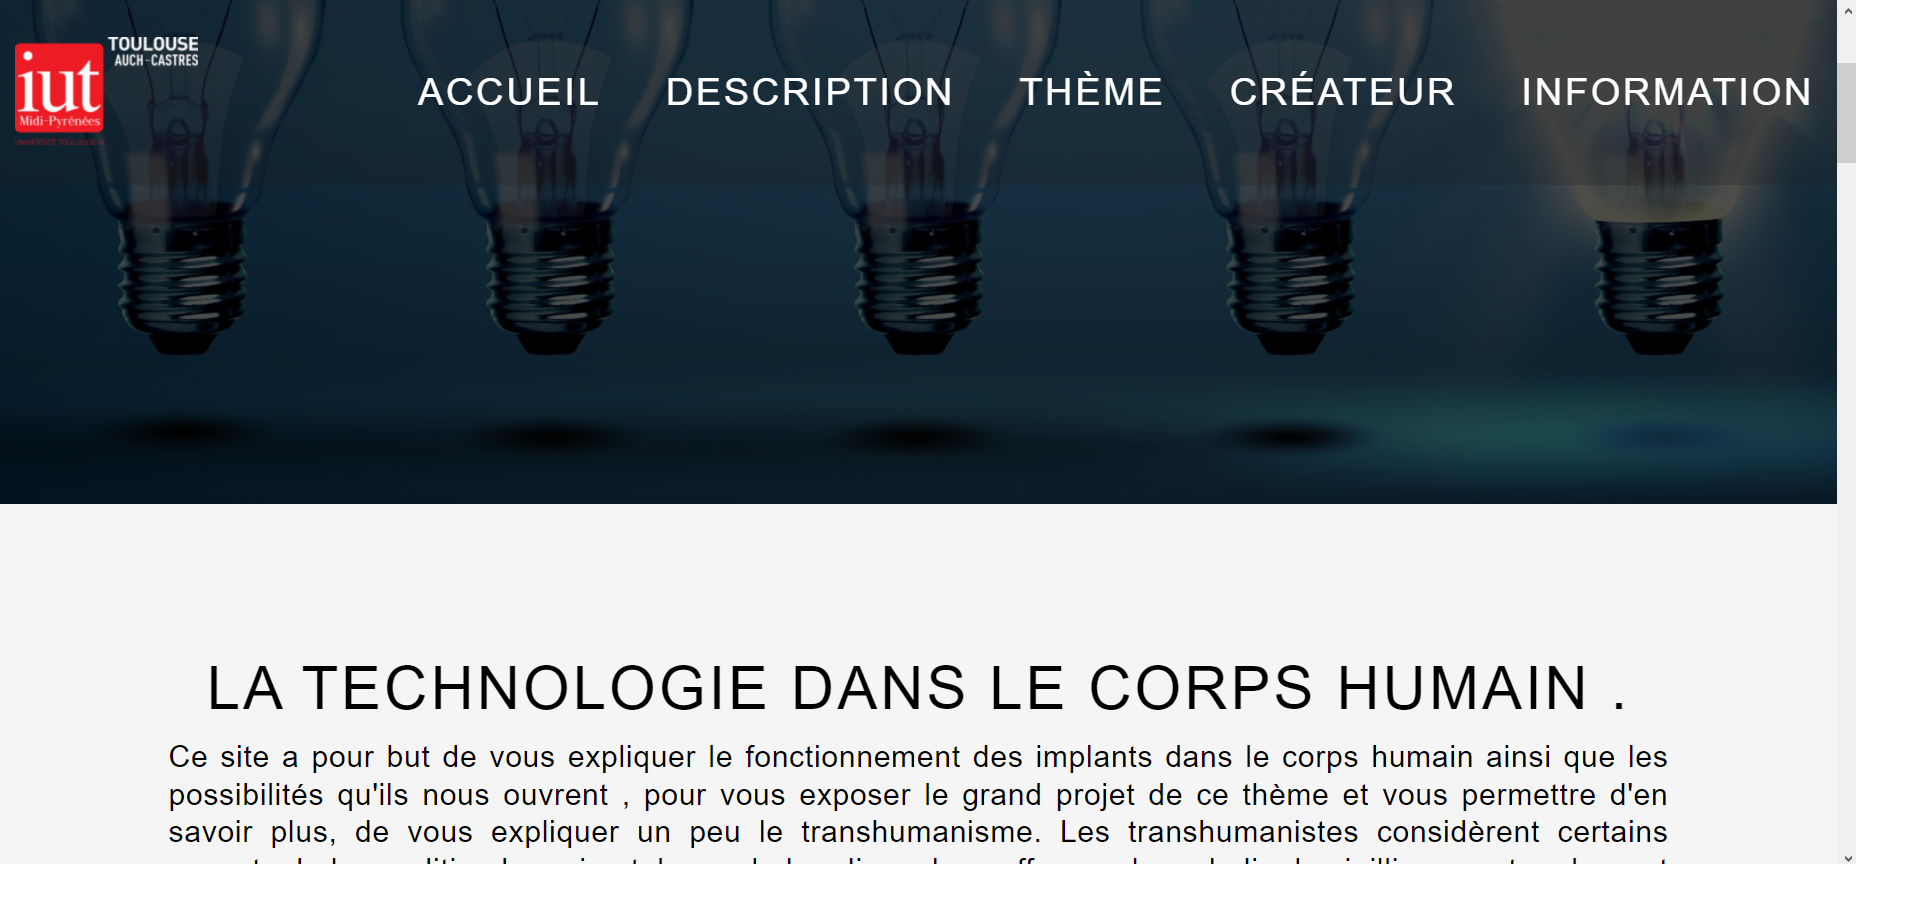 TOULOUSE
AUCH-CASTRES
iut
Midi-Pyrénées
UNIVERSITÉ TOULOUSE III
ACCUEIL DESCRIPTION THÈME CRÉATEUR INFORMATION
LA TECHNOLOGIE DANS LE CORPS HUMAIN .
Ce site a pour but de vous expliquer le fonctionnement des implants dans le corps humain ainsi que les
possibilités qu'ils nous ouvrent , pour vous exposer le grand projet de ce thème et vous permettre d'en
savoir plus, de vous expliquer un peu le transhumanisme. Les transhumanistes considèrent certains